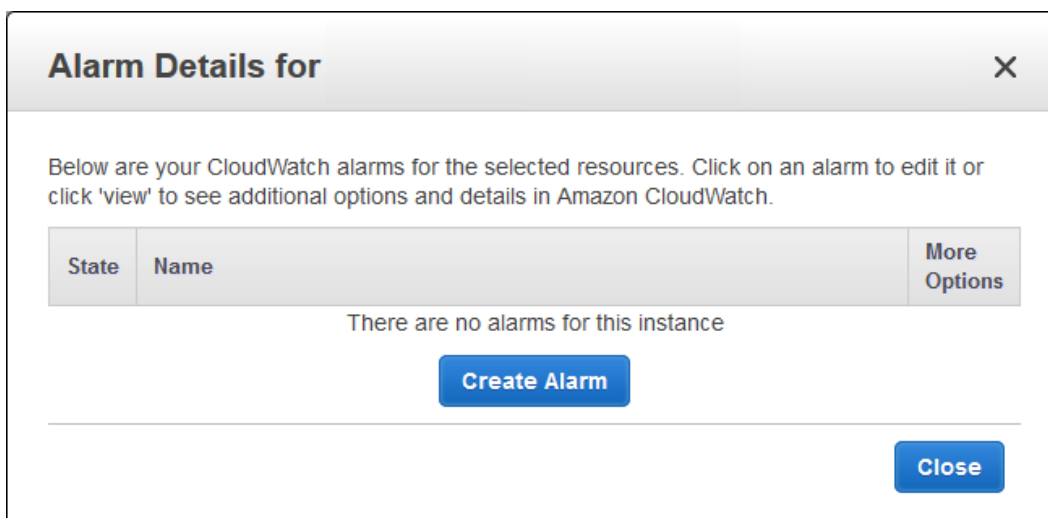 Alarm Details for
Below are your CloudWatch alarms for the selected resources. Click on an alarm to edit it or
click 'view' to see additional options and details in Amazon CloudWatch.
State
Name
More
Options
There are no alarms for this instance
Create Alarm
Close